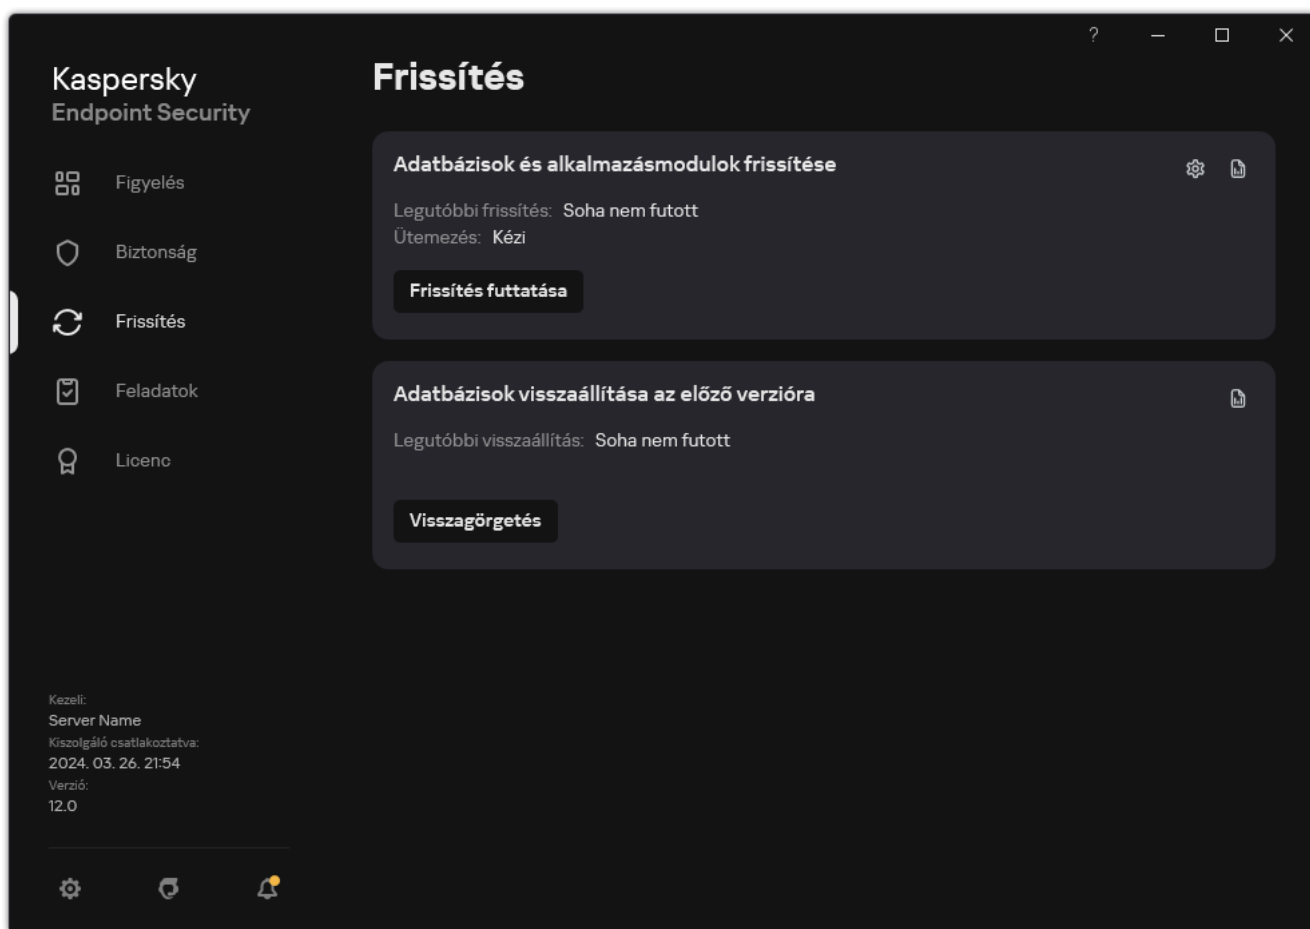 ?
Kaspersky
Endpoint Security
Figyelés
Biztonság
Frissítés
Feladatok
Licenc
Kezeli:
Server Name
Kiszolgáló csatlakoztatva:
2024. 03. 26. 21:54
Verzió:
12.0
Frissítés
Adatbázisok és alkalmazásmodulok frissítése
Legutóbbi frissítés: Soha nem futott
Ütemezés: Kézi
Frissítés futtatása
Adatbázisok visszaállítása az előző verzióra
Legutóbbi visszaállítás: Soha nem futott
Visszagörgetés